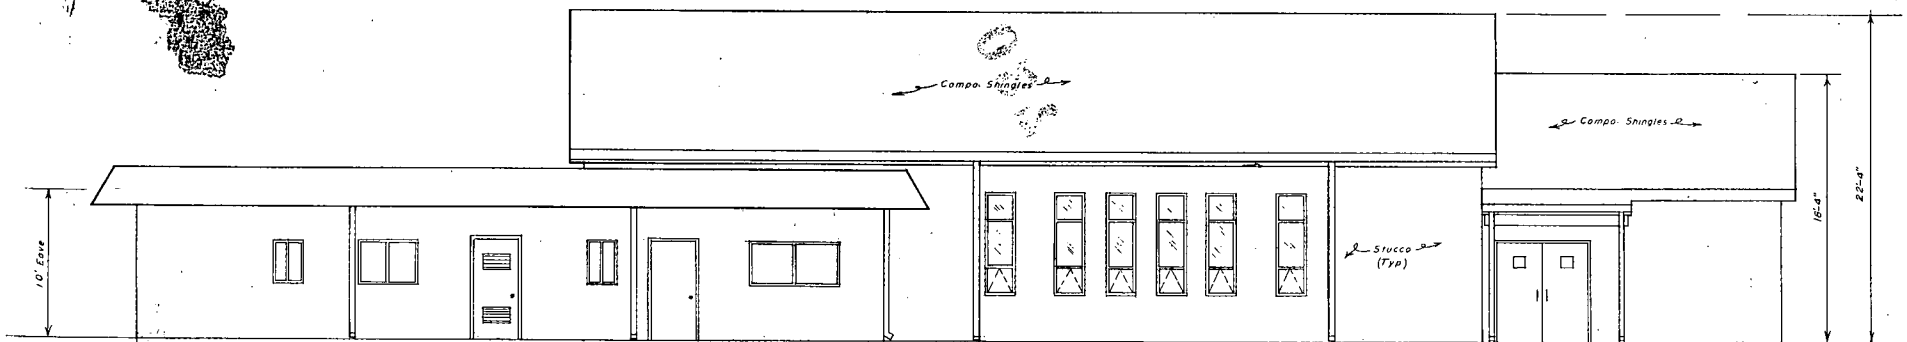 Compo. Shingles
Compo. Shingles
10' Eave
Stucco
(Typ)
16'-4"
22'-4"